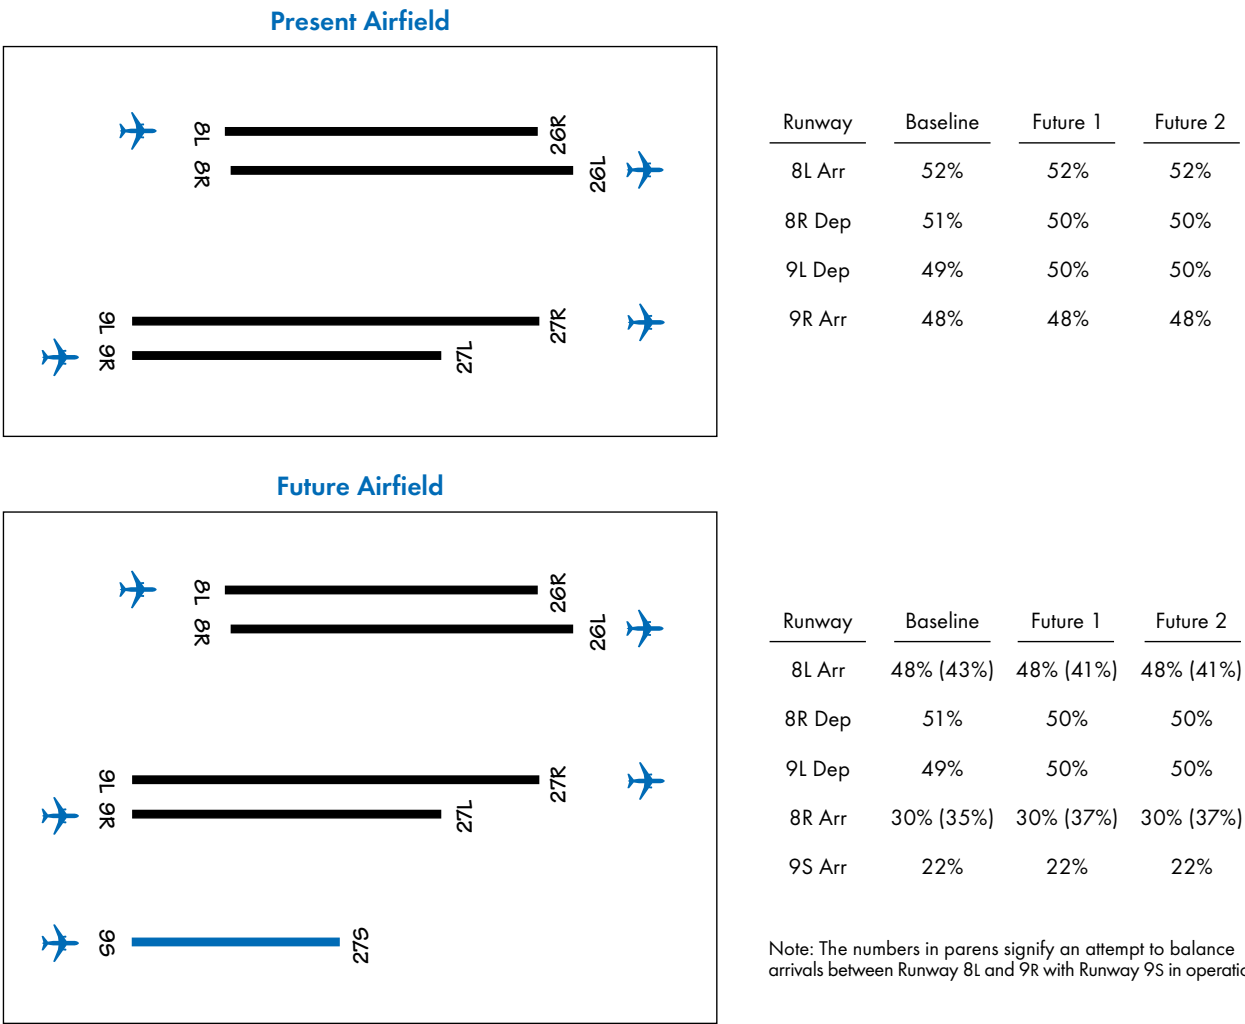 Present Airfield
8L
26R
8R
26L
9L
27R
9R
27L
Runway Baseline Future 1 Future 2
8L Arr 52% 52% 52%
8R Dep 51% 50% 50%
9L Dep 49% 50% 50%
9R Arr 48% 48% 48%
Future Airfield
8L
26R
8R
26L
9L
27R
9R
27L
9S
27S
Runway Baseline Future 1 Future 2
8L Arr 48% (43%) 48% (41%) 48% (41%)
8R Dep 51% 50% 50%
9L Dep 49% 50% 50%
8R Arr 30% (35%) 30% (37%) 30% (37%)
9S Arr 22% 22% 22%
Note: The numbers in parens signify an attempt to balance
arrivals between Runway 8L and 9R with Runway 9S in